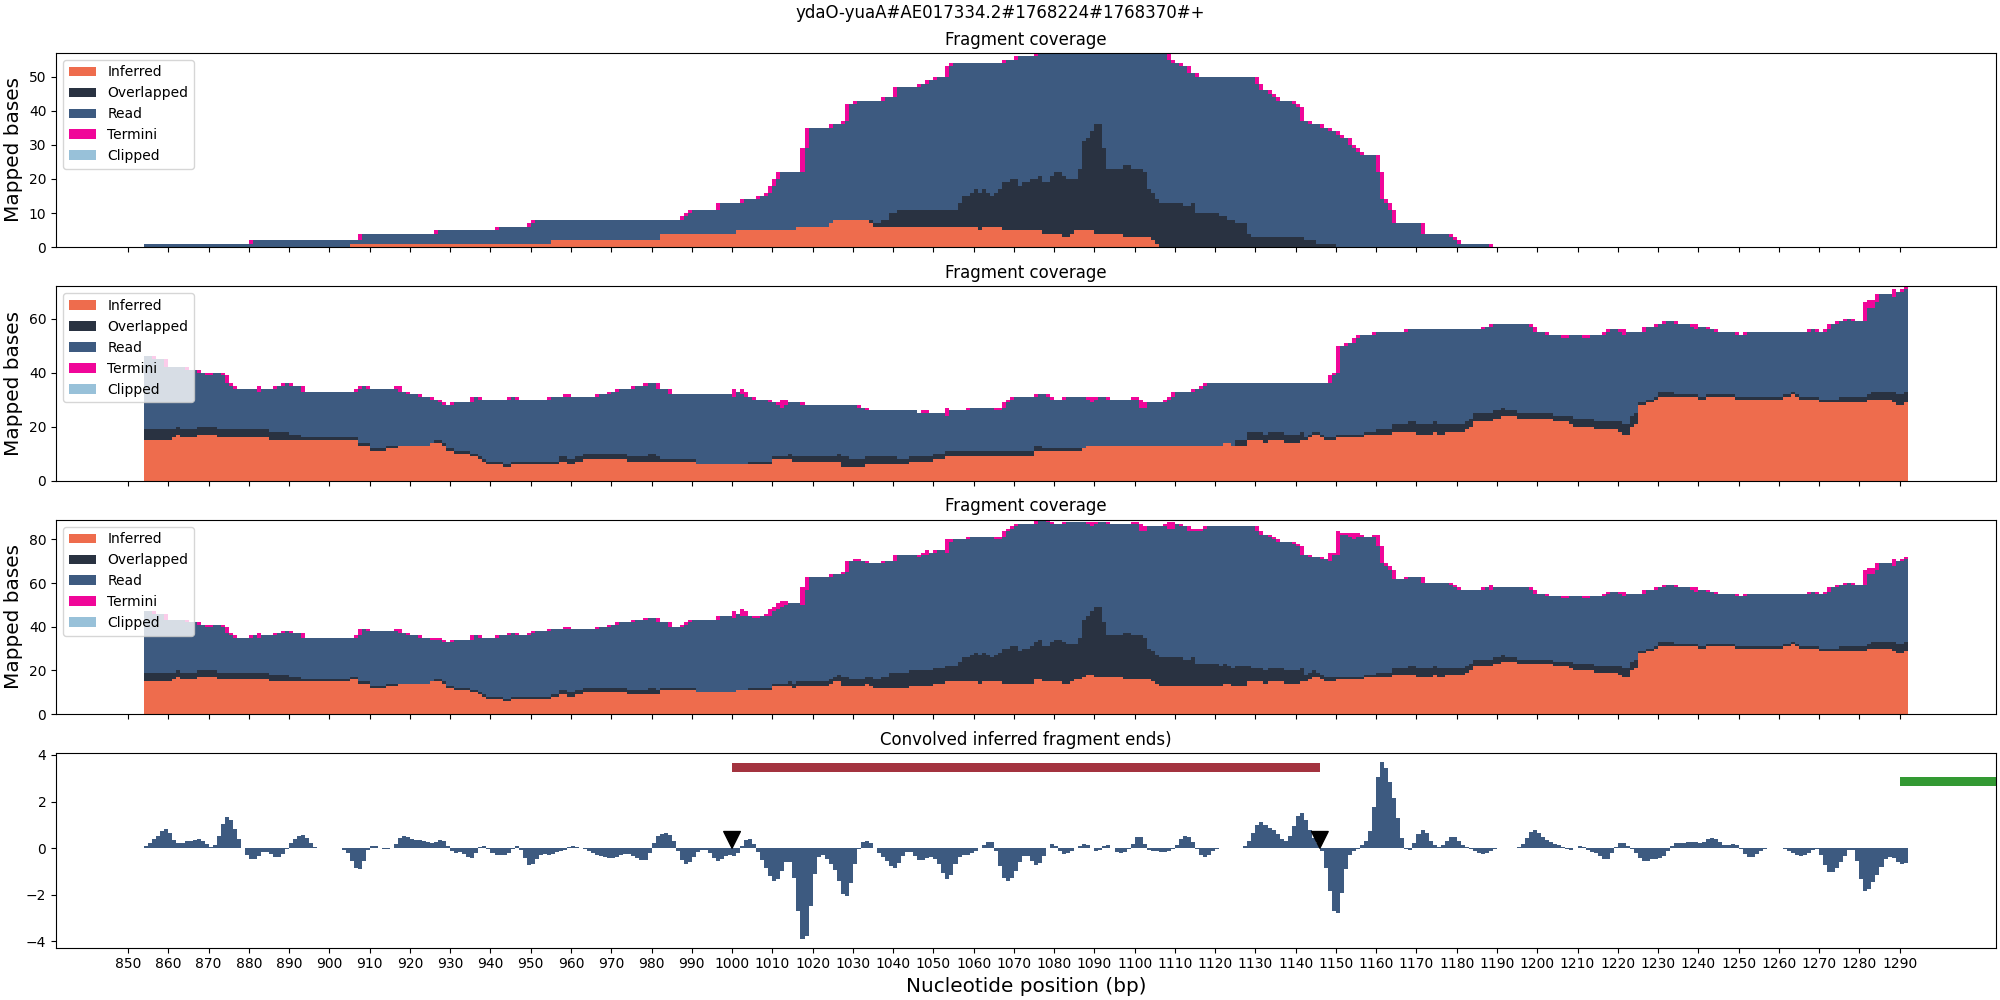 ydaO-yuaA#AE017334.2#1768224#1768370#+
Fragment coverage
Mapped bases
50
40
30
20
10
0
Inferred
Overlapped
Read
Termini
Clipped
Fragment coverage
Mapped bases
60
40
20
0
Inferred
Overlapped
Read
Termini
Clipped
Fragment coverage
Mapped bases
80
60
40
20
0
Inferred
Overlapped
Read
Termini
Clipped
Convolved inferred fragment ends)
4
2
0
−2
−4
850 860 870 880 890 900 910 920 930 940 950 960 970 980 990 1000 1010 1020 1030 1040 1050 1060 1070 1080 1090 1100 1110 1120 1130 1140 1150 1160 1170 1180 1190 1200 1210 1220 1230 1240 1250 1260 1270 1280 1290
Nucleotide position (bp)